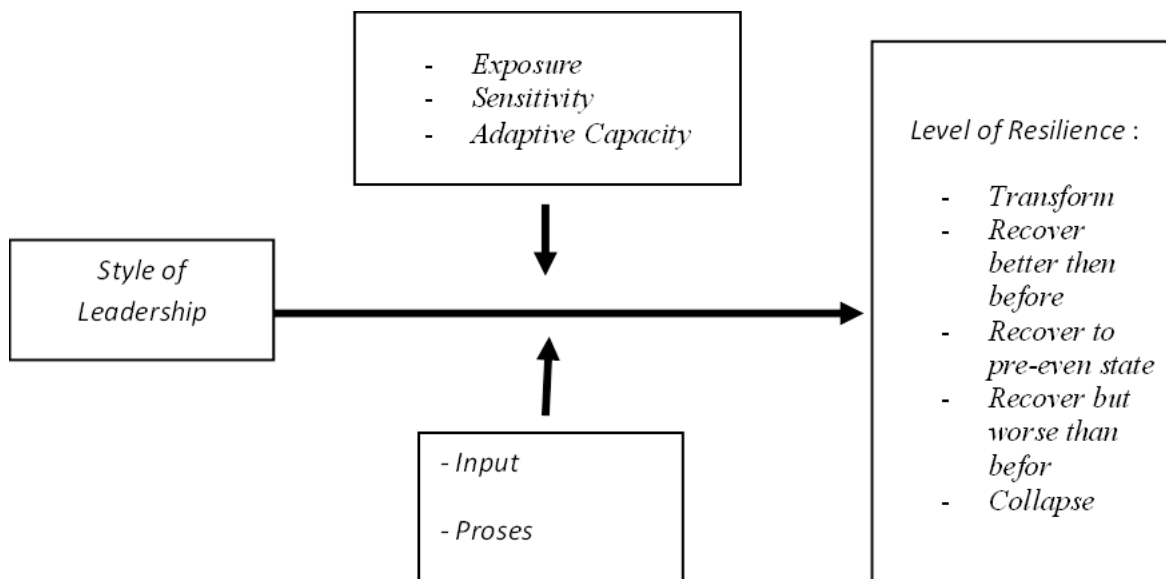 - Exposure
- Sensitivity
- Adaptive Capacity
Style of
Leadership
- Input
- Proses
Level of Resilience :
- Transform
- Recover
better then
before
- Recover to
pre-even state
- Recover but
worse than
befor
- Collapse